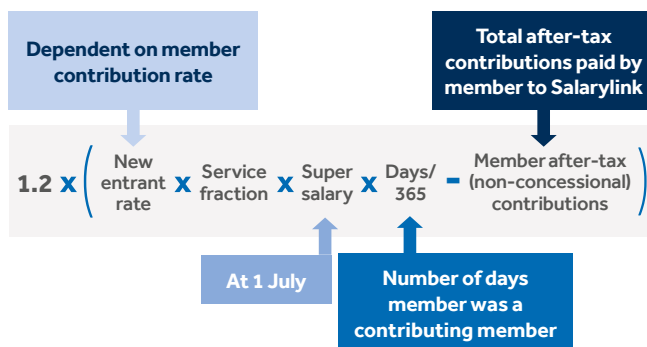 Dependent on member
contribution rate
Total after-tax
contributions paid by
member to Salarylink
1.2 x ( New entrant rate x Service fraction x Super salary x Days/ 365 - Member after-tax (non-concessional) contributions )
At 1 July
Number of days
member was a
contributing member